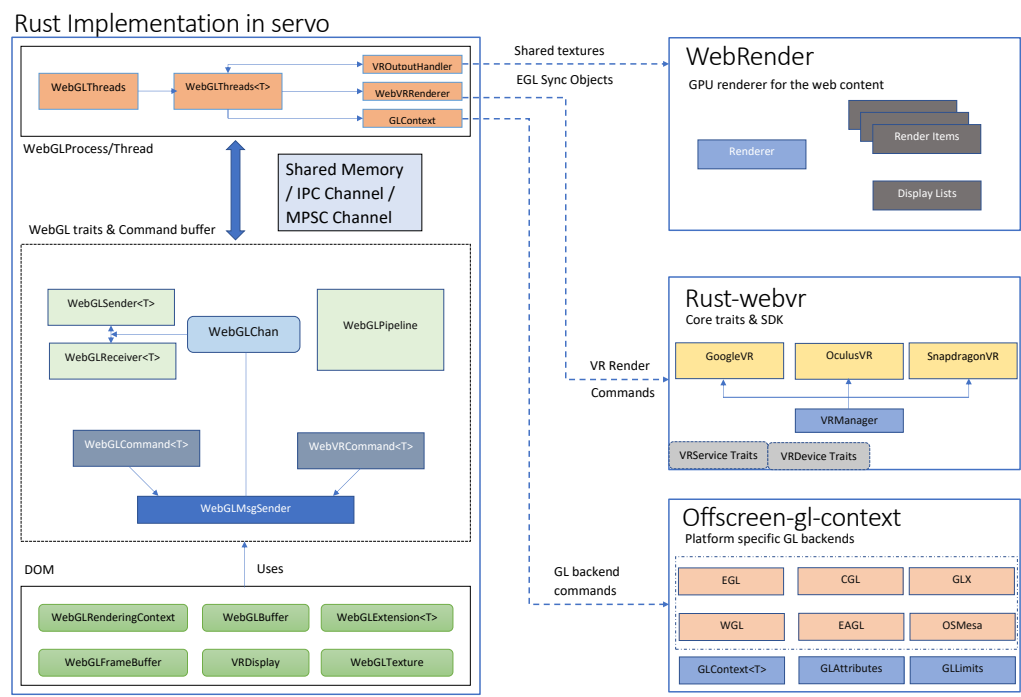 Rust Implementation in servo
WebGLThreads
WebGLThreads<T>
VROutputHandler
WebVRRenderer
GLContext
WebGLProcess/Thread
Shared Memory
/ IPC Channel /
MPSC Channel
WebGL traits & Command buffer
WebGLSender<T>
WebGLReceiver<T>
WebGLChan
WebGLPipeline
WebGLCommand<T>
WebVRCommand<T>
WebGLMsgSender
DOM
Uses
WebGLRenderingContext
WebGLBuffer
WebGLExtension<T>
WebGLFrameBuffer
VRDisplay
WebGLTexture
Shared textures
EGL Sync Objects
VR Render
Commands
GL backend
commands
WebRender
GPU renderer for the web content
Renderer
Render Items
Display Lists
Rust-webvr
Core traits & SDK
GoogleVR
OculusVR
SnapdragonVR
VRManager
VRService Traits
VRDevice Traits
Offscreen-gl-context
Platform specific GL backends
EGL
CGL
GLX
WGL
EAGL
OSMesa
GLContext<T>
GLAttributes
GLLimits